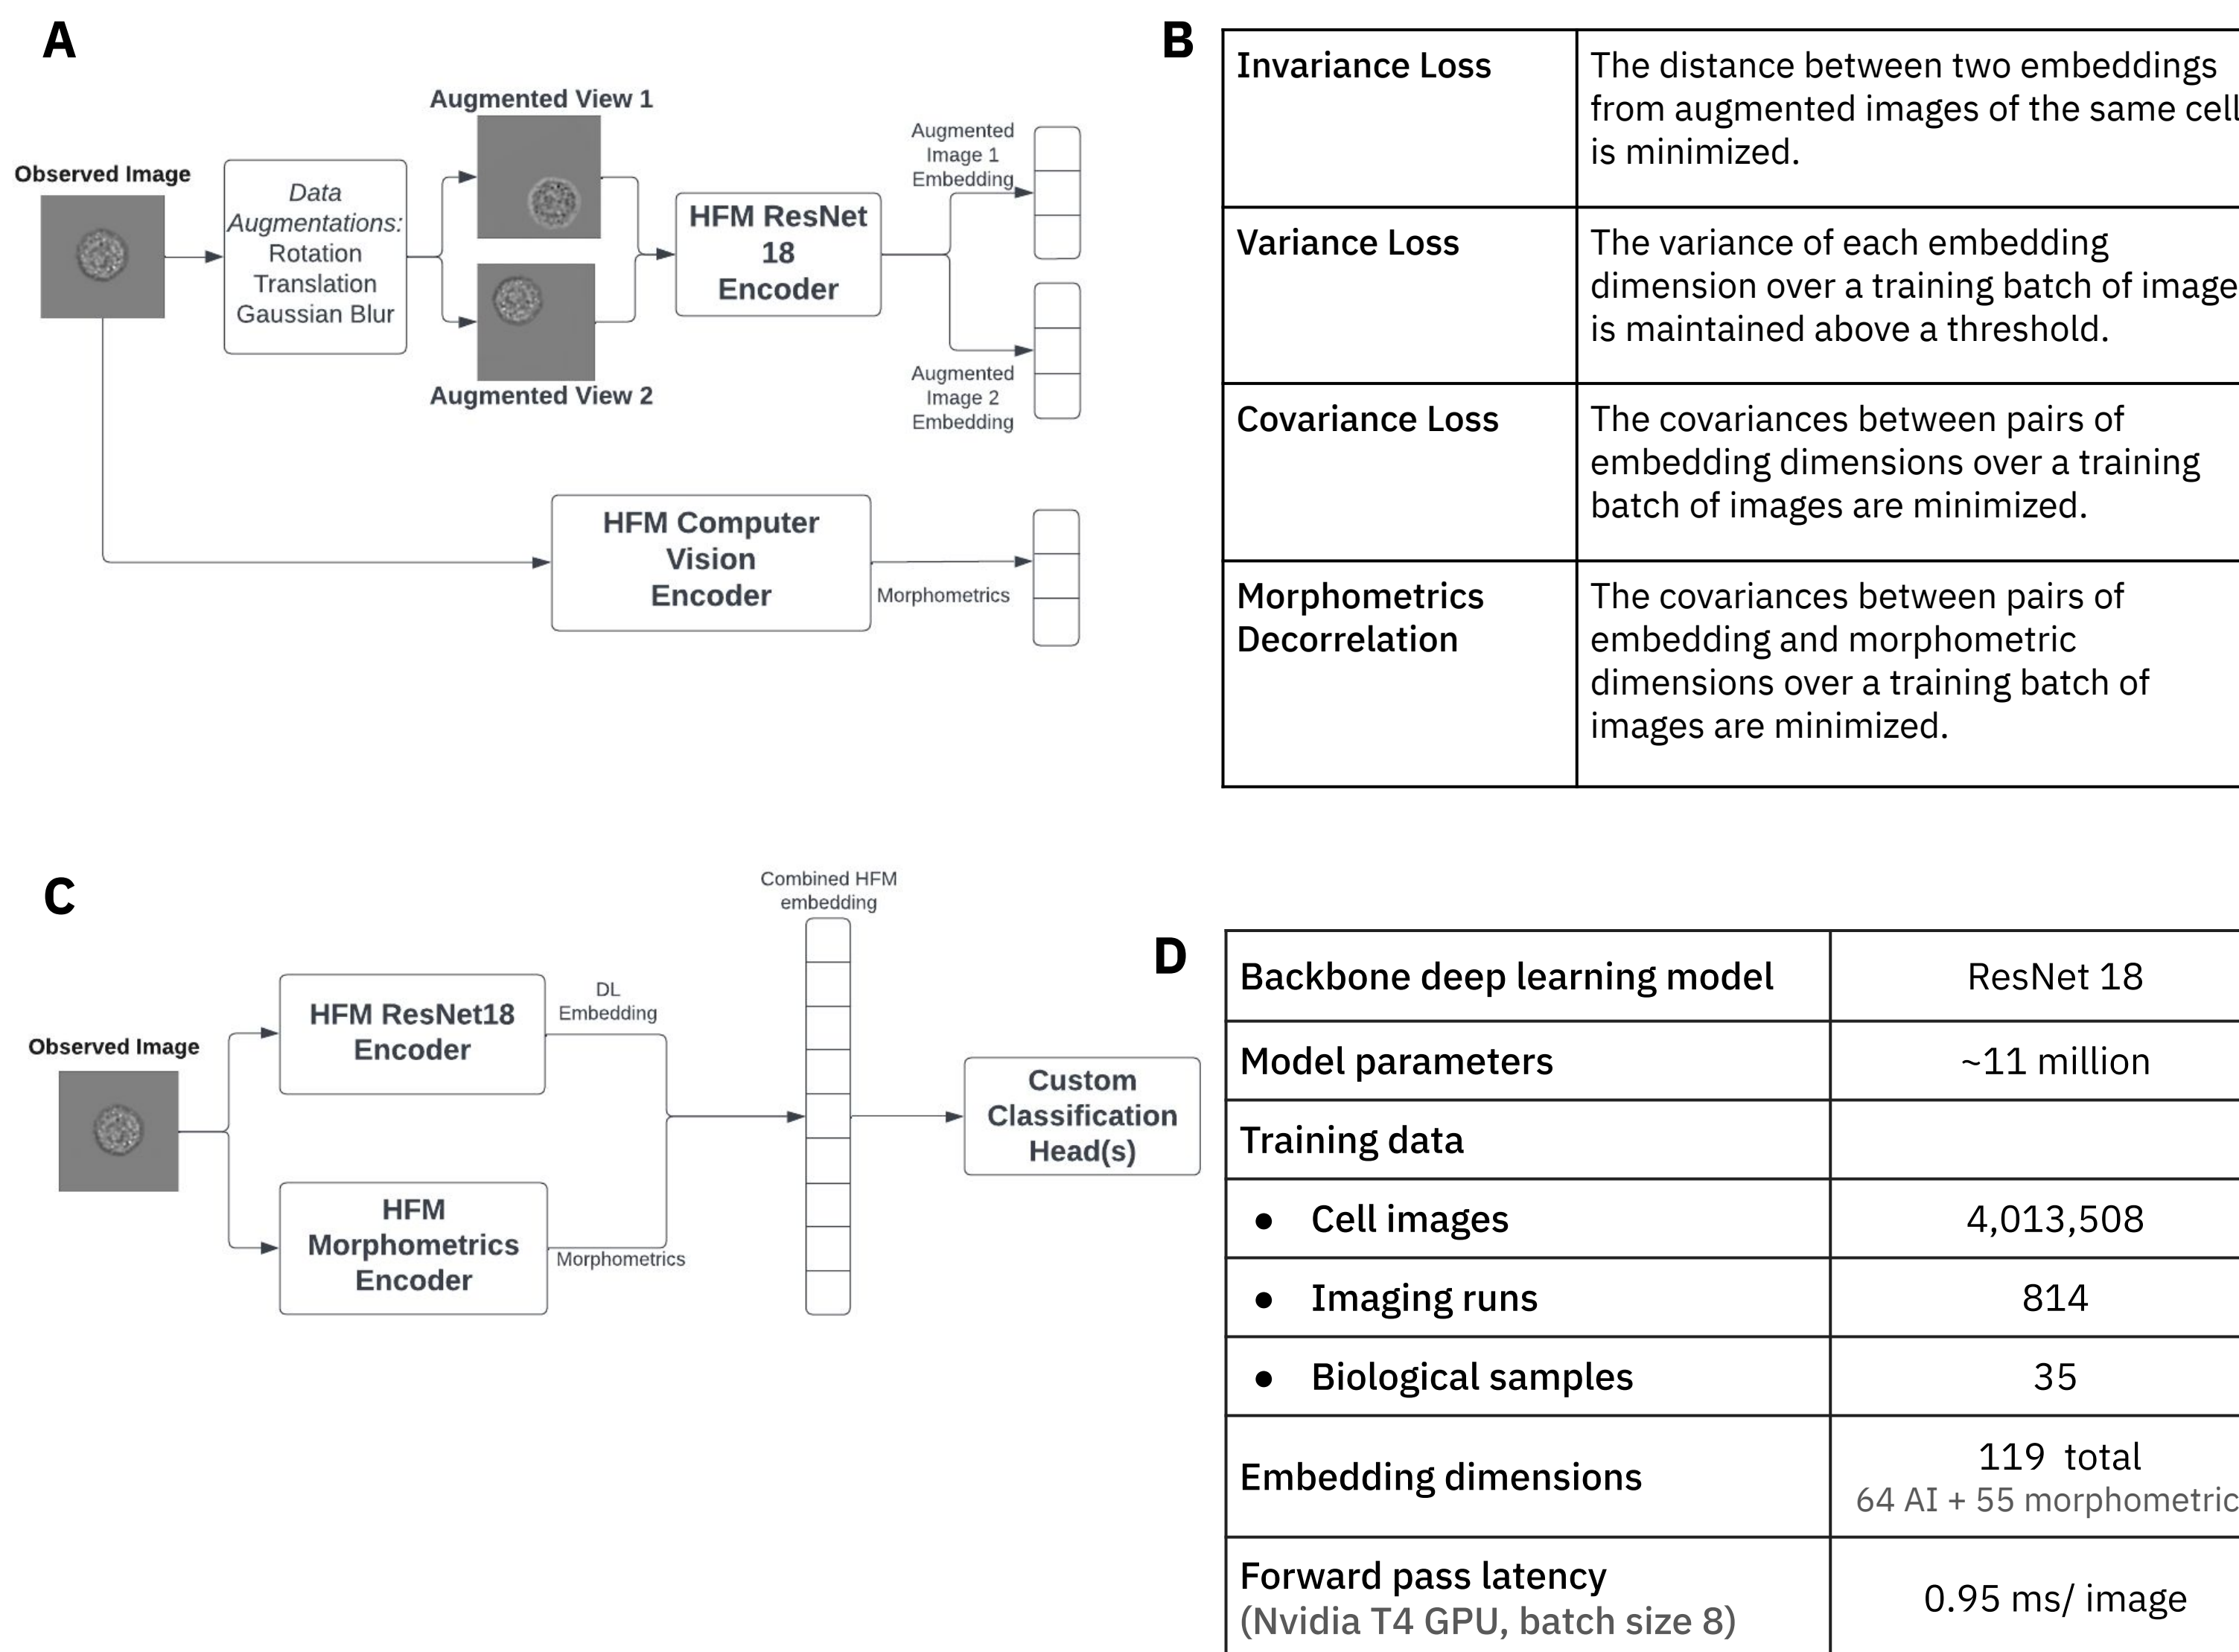 A
Augmented View 1
Observed Image
Data
Augmentations:
Rotation
Translation
Gaussian Blur
Augmented View 2
HFM ResNet
18
Encoder
Augmented
Image 1
Embedding
Augmented
Image 2
Embedding
HFM Computer
Vision
Encoder
Morphometrics
B
Invariance Loss
The distance between two embeddings
from augmented images of the same cell
is minimized.
Variance Loss
The variance of each embedding
dimension over a training batch of image
is maintained above a threshold.
Covariance Loss
The covariances between pairs of
embedding dimensions over a training
batch of images are minimized.
Morphometrics
Decorrelation
The covariances between pairs of
embedding and morphometric
dimensions over a training batch of
images are minimized.
C
Observed Image
HFM ResNet18
Encoder
DL
Embedding
HFM
Morphometrics
Encoder
Morphometrics
Combined HFM
embedding
Custom
Classification
Head(s)
D
Backbone deep learning model
ResNet 18
Model parameters
~11 million
Training data
● Cell images
4,013,508
● Imaging runs
814
● Biological samples
35
Embedding dimensions
119 total
64 AI + 55 morphometric
Forward pass latency
(Nvidia T4 GPU, batch size 8)
0.95 ms/ image